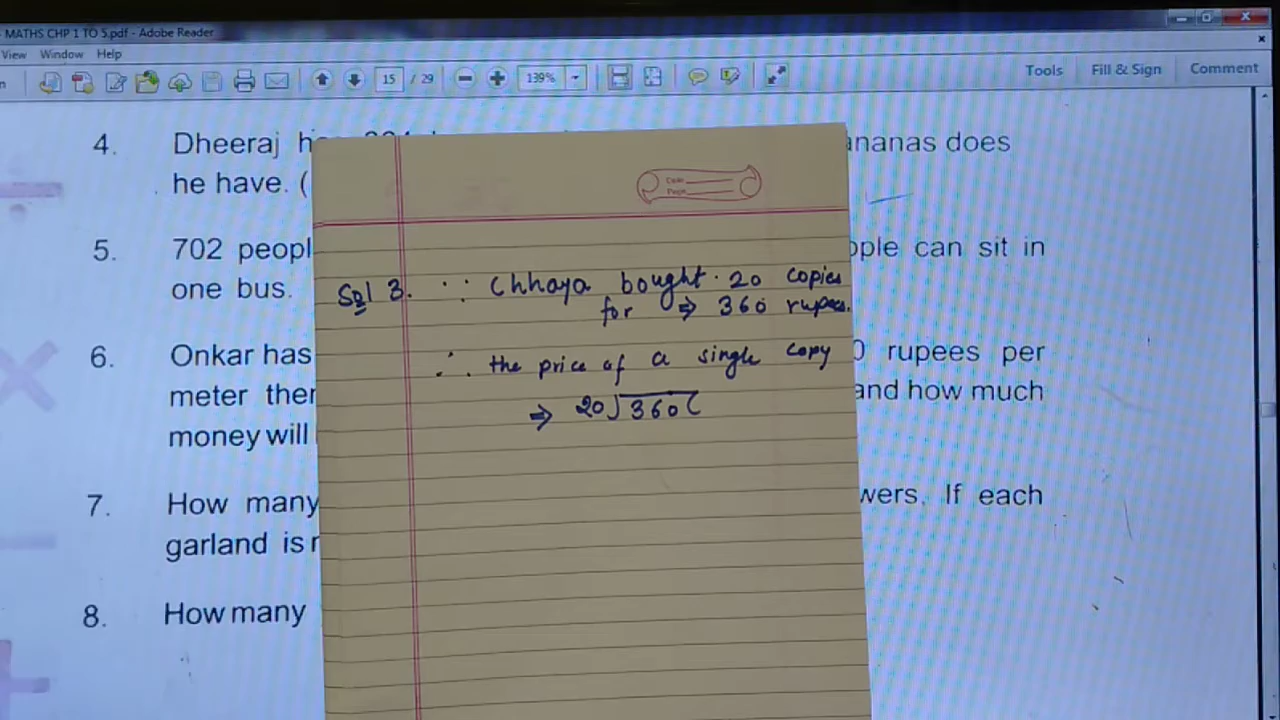 MATHS CHP 1 TO 5.pdf - Adobe Reader
View Window Help
15 / 29 139% Tools Fill & Sign Comment
4. Dheeraj ananas does
he have. (
5. 702 peopl ople can sit in
one bus.
6. Onkar has 0 rupees per
meter ther and how much
money will
7. How many wers. If each
garland is
8. How many
Date
Page
Sol 3. ∵ Chhaya bought 20 copies
for ⇒ 360 rupees.
∴ the price of a single copy
⇒ 20)360(